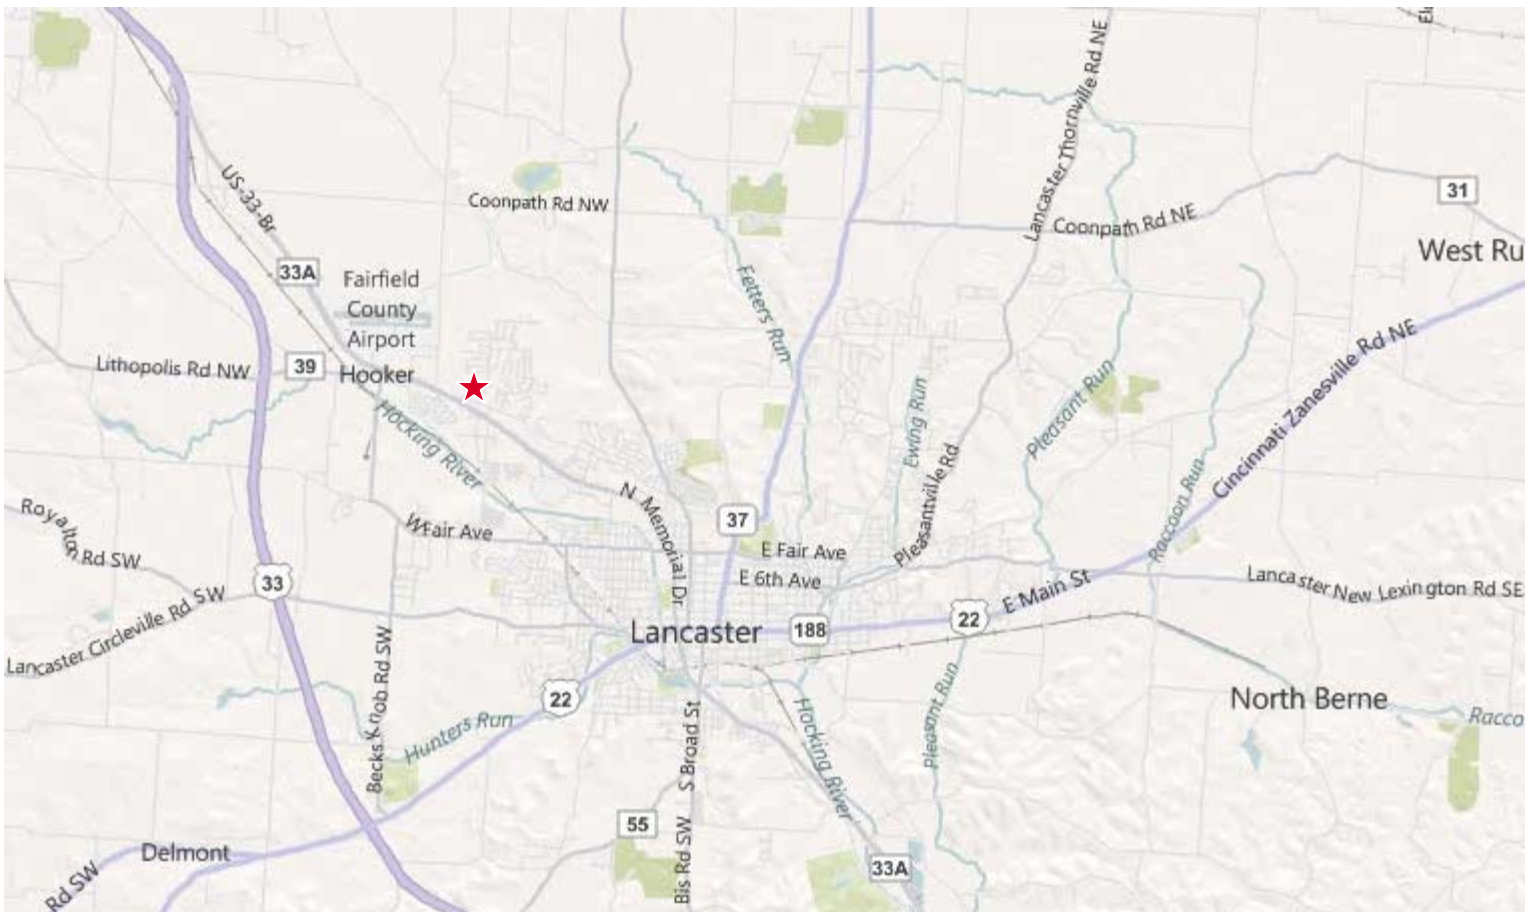 El
Lancaster Thornville Rd NE
US-33-Br
Coonpath Rd NW
31
Coonpath Rd NE
West Ru
33A
Fairfield
County
Airport
Fetters Run
Lithopolis Rd NW
39
Hooker
Cincinnati Zanesville Rd NE
Pleasant Run
Ewing Run
Hocking River
Pleasantville Rd
Raccoon Run
N Memorial Dr
Royalton Rd SW
W Fair Ave
37
E Fair Ave
E 6th Ave
33
Lancaster New Lexington Rd SE
E Main St
Lancaster Circleville Rd SW
Lancaster
188
22
Becks Knob Rd SW
22
Pleasant Run
North Berne
Hunters Run
S Broad St
Hocking River
Racco
55
Delmont
Bis Rd SW
33A
Rd SW